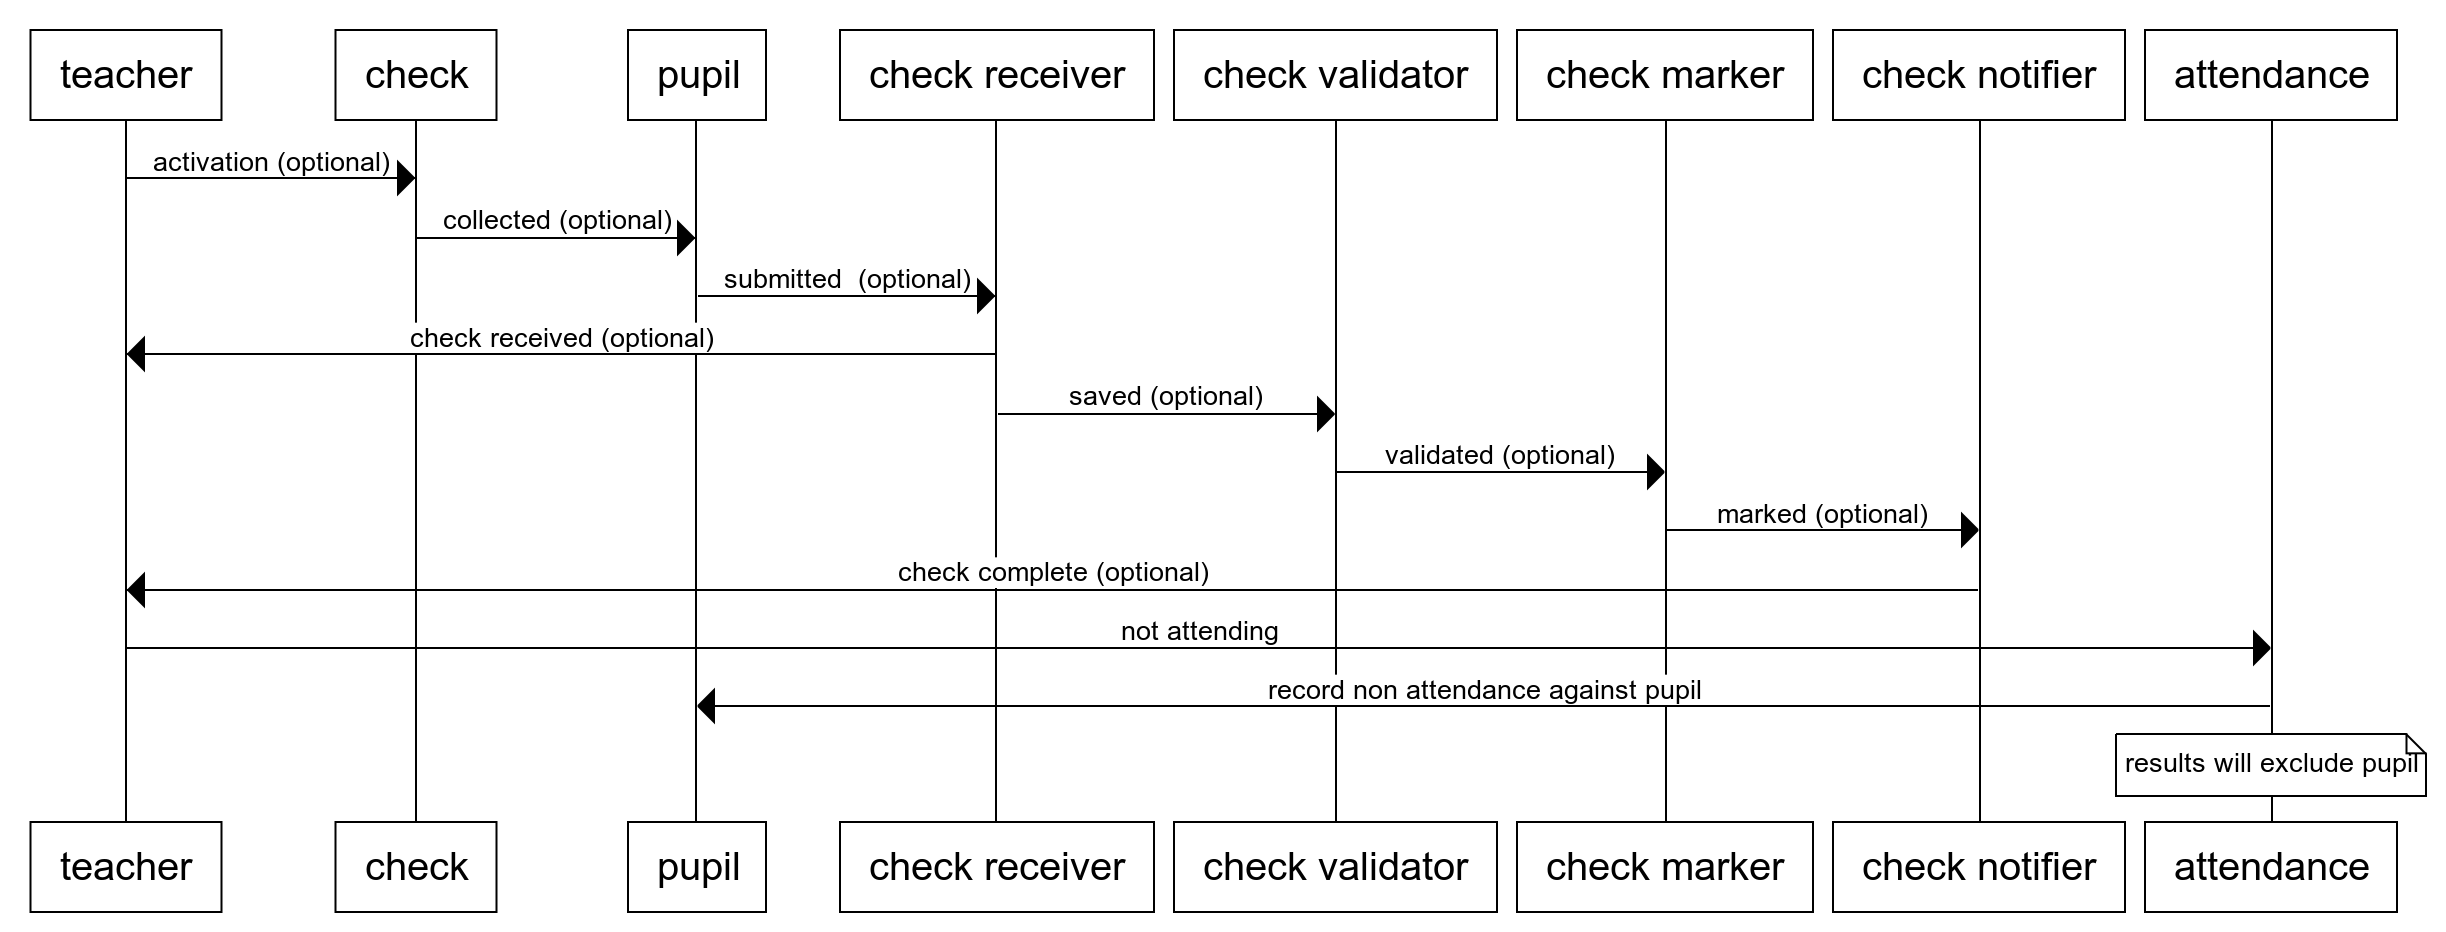 teacher
check
pupil
check receiver
check validator
check marker
check notifier
attendance
activation (optional)
collected (optional)
submitted  (optional)
check received (optional)
saved (optional)
validated (optional)
marked (optional)
check complete (optional)
not attending
record non attendance against pupil
results will exclude pupil
teacher
check
pupil
check receiver
check validator
check marker
check notifier
attendance